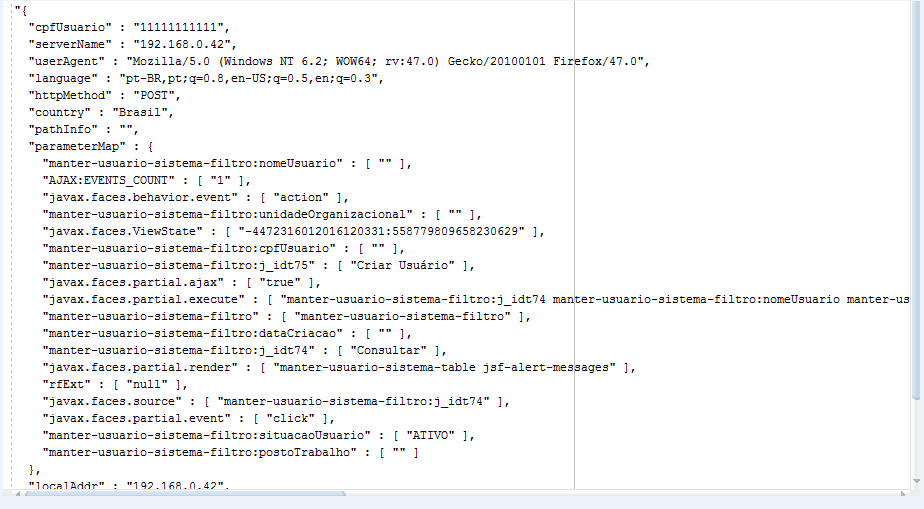 "{
"cpfUsuario" : "11111111111",
"serverName" : "192.168.0.42",
"userAgent" : "Mozilla/5.0 (Windows NT 6.2; WOW64; rv:47.0) Gecko/20100101 Firefox/47.0",
"language" : "pt-BR,pt;q=0.8,en-US;q=0.5,en;q=0.3",
"httpMethod" : "POST",
"country" : "Brasil",
"pathInfo" : "",
"parameterMap" : {
"manter-usuario-sistema-filtro:nomeUsuario" : [ "" ],
"AJAX:EVENTS_COUNT" : [ "1" ],
"javax.faces.behavior.event" : [ "action" ],
"manter-usuario-sistema-filtro:unidadeOrganizacional" : [ "" ],
"javax.faces.ViewState" : [ "-4472316012016120331:558779809658230629" ],
"manter-usuario-sistema-filtro:cpfUsuario" : [ "" ],
"manter-usuario-sistema-filtro:j_idt75" : [ "Criar Usuário" ],
"javax.faces.partial.ajax" : [ "true" ],
"javax.faces.partial.execute" : [ "manter-usuario-sistema-filtro:j_idt74 manter-usuario-sistema-filtro:nomeUsuario manter-us
"manter-usuario-sistema-filtro" : [ "manter-usuario-sistema-filtro" ],
"manter-usuario-sistema-filtro:dataCriacao" : [ "" ],
"manter-usuario-sistema-filtro:j_idt74" : [ "Consultar" ],
"javax.faces.partial.render" : [ "manter-usuario-sistema-table jsf-alert-messages" ],
"rfExt" : [ "null" ],
"javax.faces.source" : [ "manter-usuario-sistema-filtro:j_idt74" ],
"javax.faces.partial.event" : [ "click" ],
"manter-usuario-sistema-filtro:situacaoUsuario" : [ "ATIVO" ],
"manter-usuario-sistema-filtro:postoTrabalho" : [ "" ]
},
"localAddr" : "192.168.0.42",